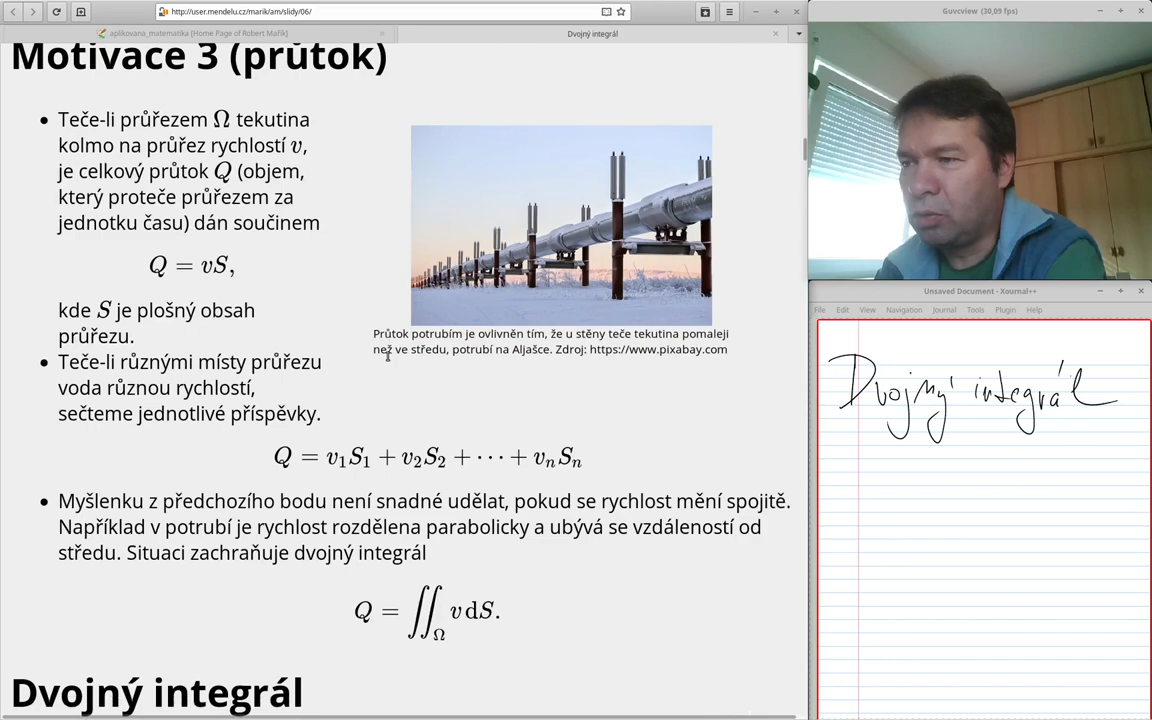 http://user.mendelu.cz/marik/am/slidy/06/
aplikovana_matematika [Home Page of Robert Mařík]
Dvojný integrál
Motivace 3 (průtok)
Teče-li průřezem Ω tekutina
kolmo na průřez rychlostí v,
je celkový průtok Q (objem,
který proteče průřezem za
jednotku času) dán součinem
Q = vS,
kde S je plošný obsah
průřezu.
Průtok potrubím je ovlivněn tím, že u stěny teče tekutina pomaleji
než ve středu, potrubí na Aljašce. Zdroj: https://www.pixabay.com
Teče-li různými místy průřezu
voda různou rychlostí,
sečteme jednotlivé příspěvky.
Q = v₁S₁ + v₂S₂ + ⋯ + vₙSₙ
Myšlenku z předchozího bodu není snadné udělat, pokud se rychlost mění spojitě.
Například v potrubí je rychlost rozdělena parabolicky a ubývá se vzdáleností od
středu. Situaci zachraňuje dvojný integrál
Q = ∬_Ω v dS.
Dvojný integrál
Guvcview (30,09 fps)
Unsaved Document - Xournal++
File Edit View Navigation Journal Tools Plugin Help
Dvojný integrál